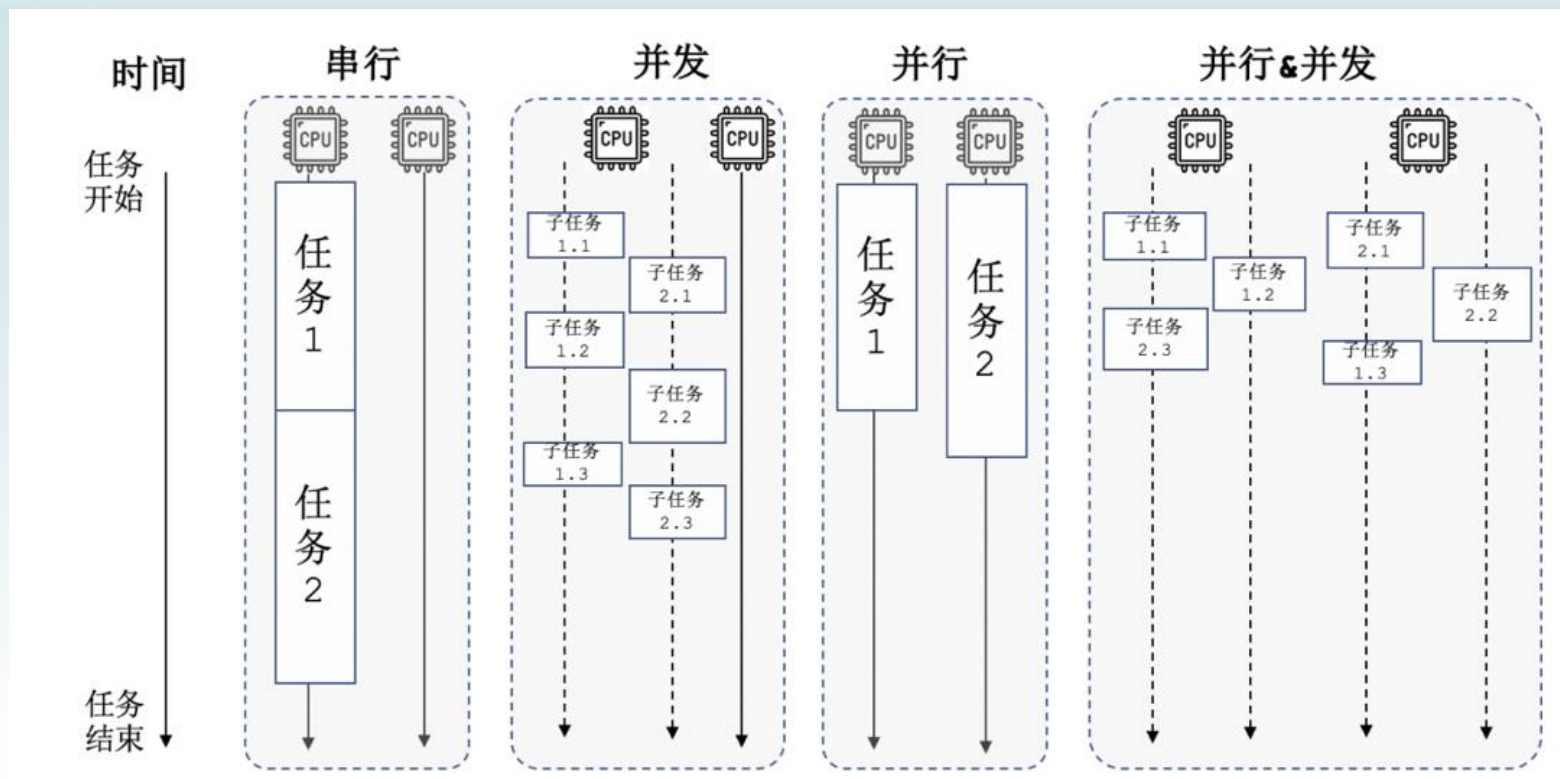 时间
串行
并发
并行
并行&并发
任务
开始
任务
结束
CPU
CPU
任务1
任务2
CPU
CPU
子任务
1.1
子任务
2.1
子任务
1.2
子任务
2.2
子任务
1.3
子任务
2.3
CPU
CPU
任务1
任务2
CPU
CPU
子任务
1.1
子任务
1.2
子任务
2.3
子任务
2.1
子任务
2.2
子任务
1.3